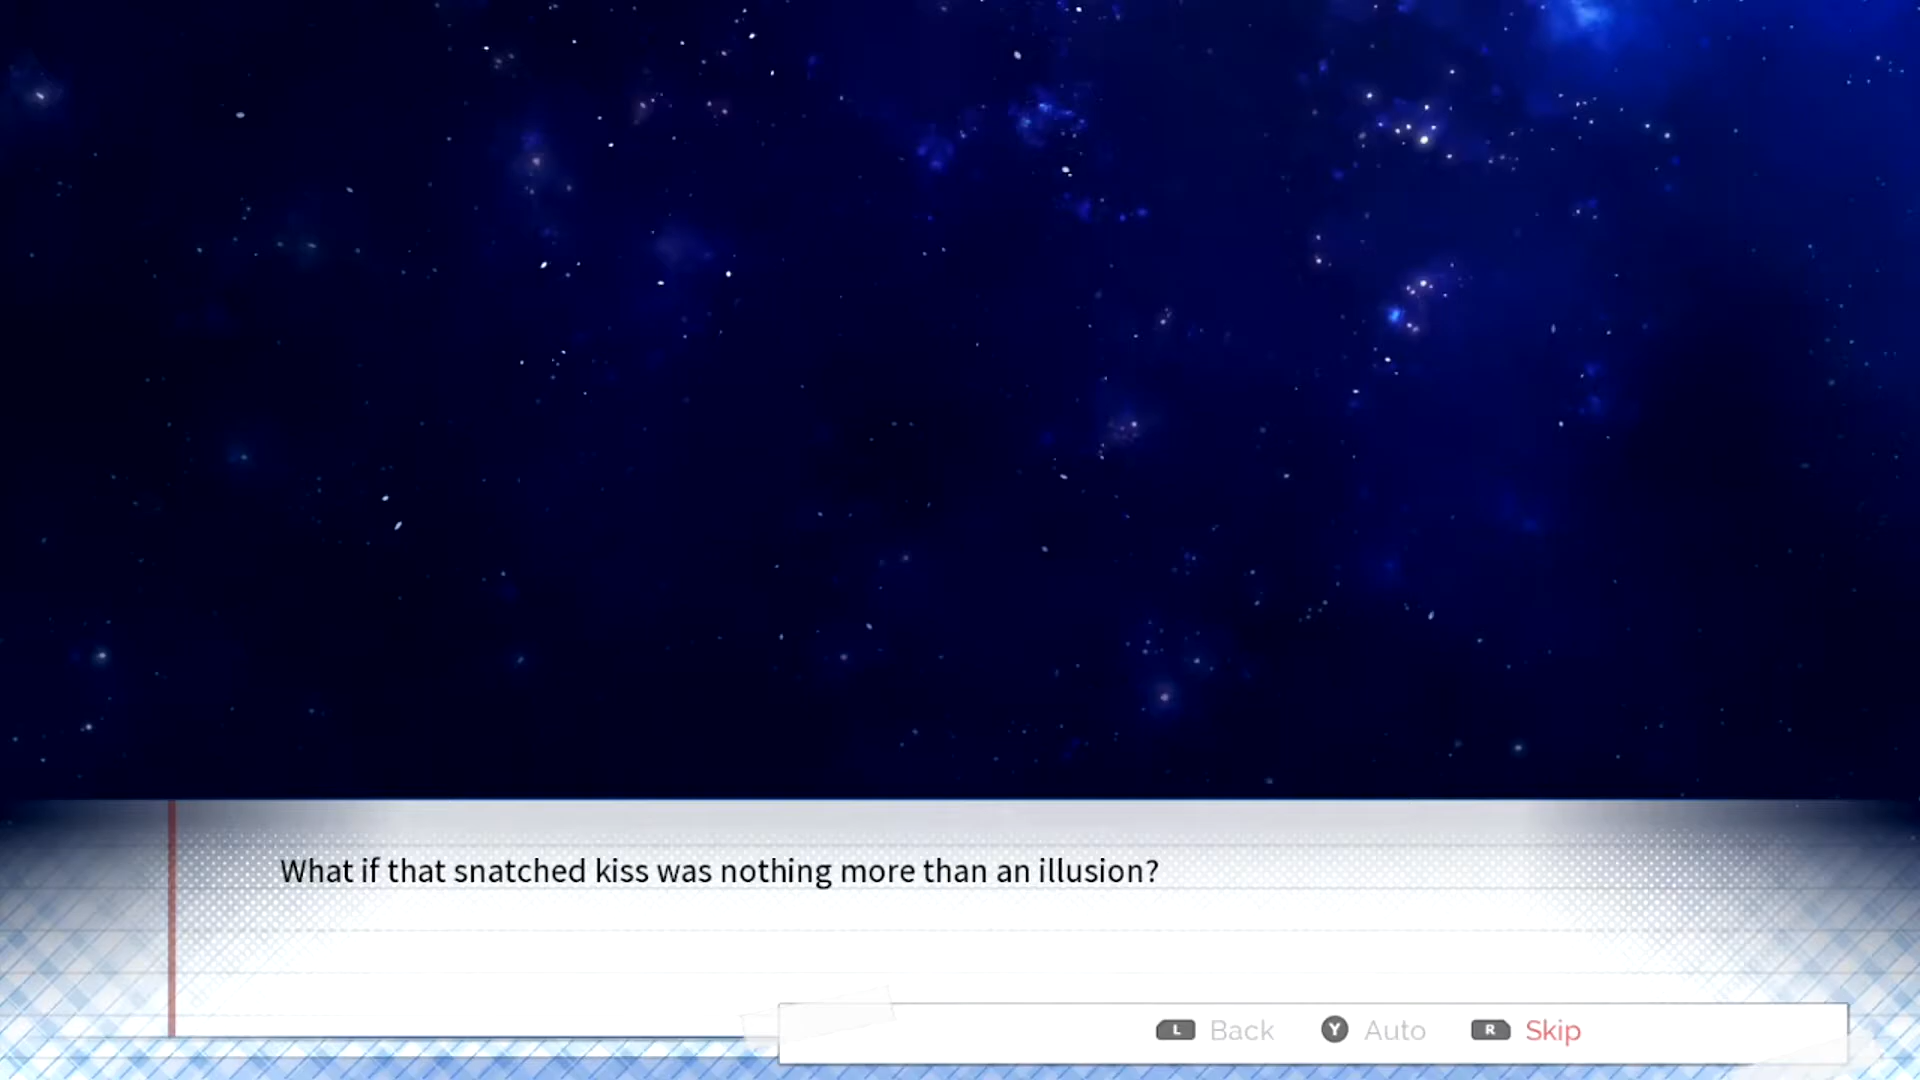 What if that snatched kiss was nothing more than an illusion?
L Back Y Auto R Skip